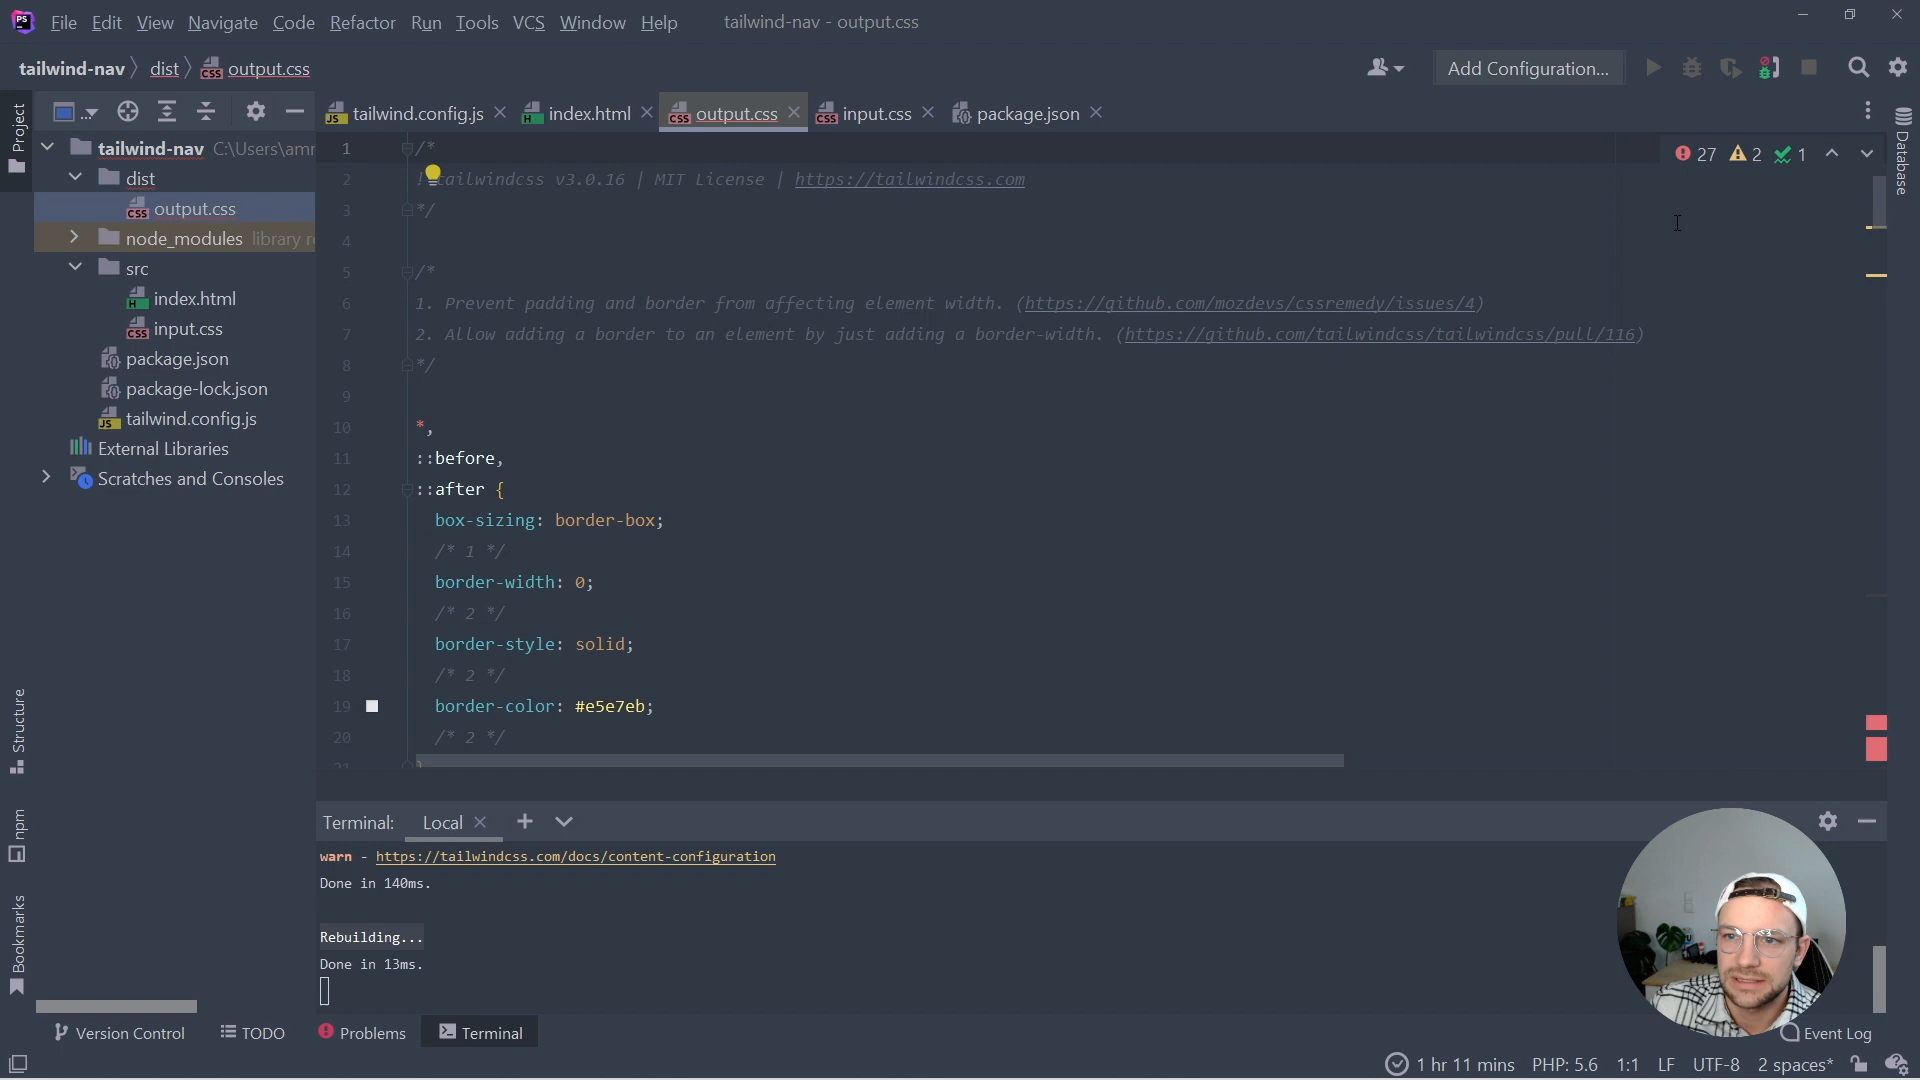 PS File Edit View Navigate Code Refactor Run Tools VCS Window Help tailwind-nav - output.css
tailwind-nav dist output.css Add Configuration...
Project
tailwind.config.js index.html output.css input.css package.json
tailwind-nav C:\Users\amr
dist
output.css
node_modules library r
src
index.html
input.css
package.json
package-lock.json
tailwind.config.js
External Libraries
Scratches and Consoles
27 2 1
Database
1 /*
2 ! tailwindcss v3.0.16 | MIT License | https://tailwindcss.com
3 */
4
5 /*
6 1. Prevent padding and border from affecting element width. (https://github.com/mozdevs/cssremedy/issues/4)
7 2. Allow adding a border to an element by just adding a border-width. (https://github.com/tailwindcss/tailwindcss/pull/116)
8 */
9
10 *,
11 ::before,
12 ::after {
13 box-sizing: border-box;
14 /* 1 */
15 border-width: 0;
16 /* 2 */
17 border-style: solid;
18 /* 2 */
19 border-color: #e5e7eb;
20 /* 2 */
21 }
Structure
npm
Bookmarks
Terminal: Local
warn - https://tailwindcss.com/docs/content-configuration
Done in 140ms.
Rebuilding...
Done in 13ms.
Version Control TODO Problems Terminal Event Log
1 hr 11 mins PHP: 5.6 1:1 LF UTF-8 2 spaces*